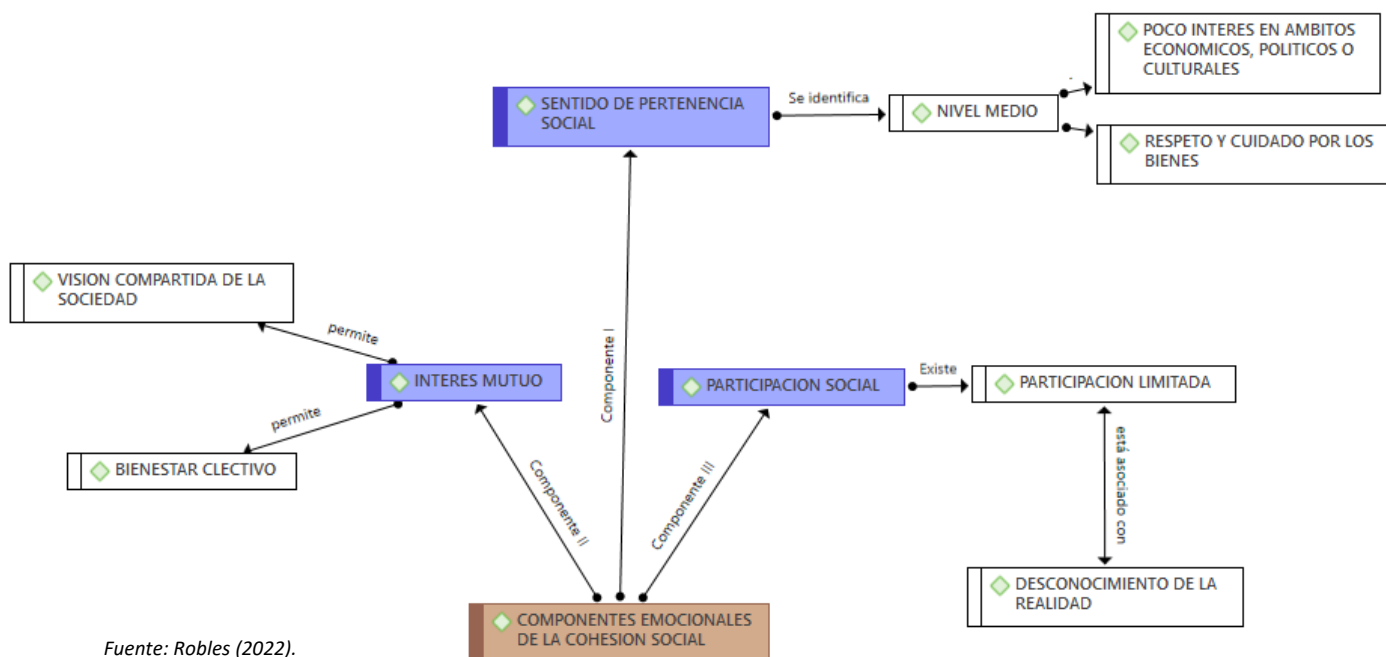 POCO INTERES EN AMBITOS
ECONOMICOS, POLITICOS O
CULTURALES
SENTIDO DE PERTENENCIA
SOCIAL
Se identifica
NIVEL MEDIO
RESPETO Y CUIDADO POR LOS
BIENES
VISION COMPARTIDA DE LA
SOCIEDAD
permite
INTERES MUTUO
permite
BIENESTAR CLECTIVO
Componente I
PARTICIPACION SOCIAL
Existe
PARTICIPACION LIMITADA
está asociado con
Componente II
Componente III
DESCONOCIMIENTO DE LA
REALIDAD
COMPONENTES EMOCIONALES
DE LA COHESION SOCIAL
Fuente: Robles (2022).